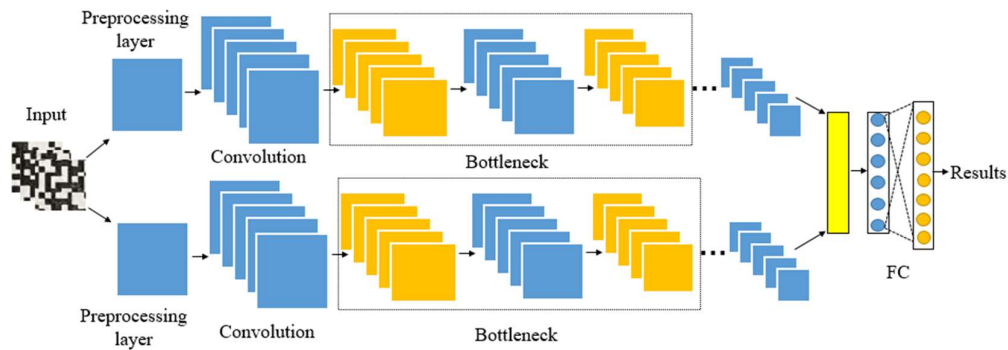 Preprocessing
layer
Input
Convolution
Bottleneck
Results
FC
Preprocessing
layer
Convolution
Bottleneck